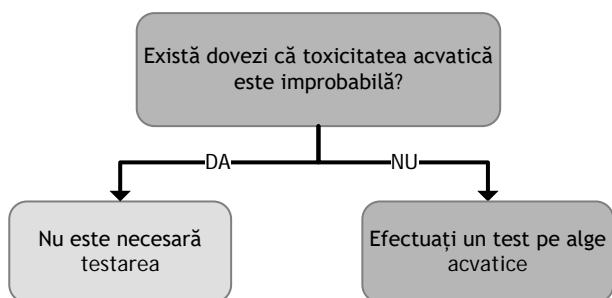 Există dovezi că toxicitatea acvatică
este improbabilă?
DA
NU
Nu este necesară
testarea
Efectuați un test pe alge
acvatice